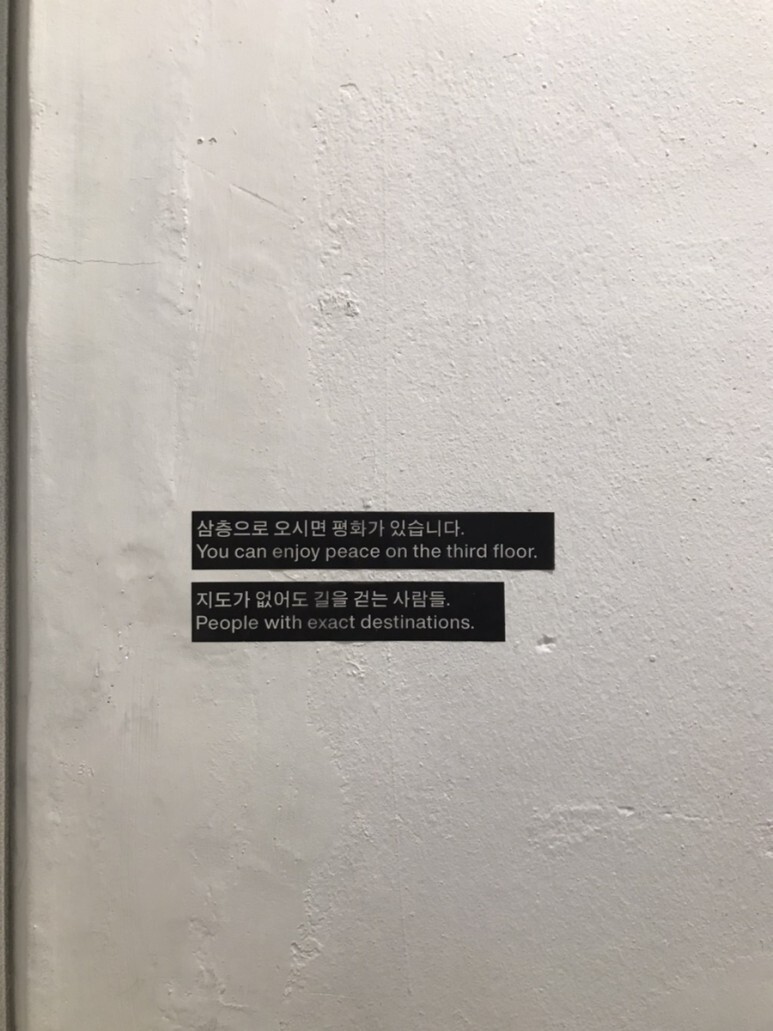 삼층으로 오시면 평화가 있습니다.
You can enjoy peace on the third floor.
지도가 없어도 길을 걷는 사람들.
People with exact destinations.